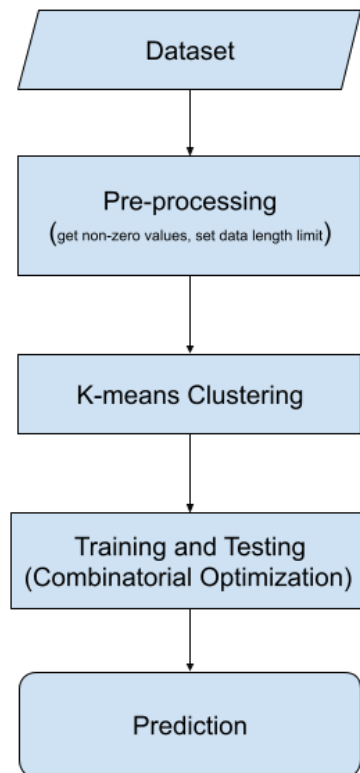 Dataset
Pre-processing
(get non-zero values, set data length limit)
K-means Clustering
Training and Testing
(Combinatorial Optimization)
Prediction